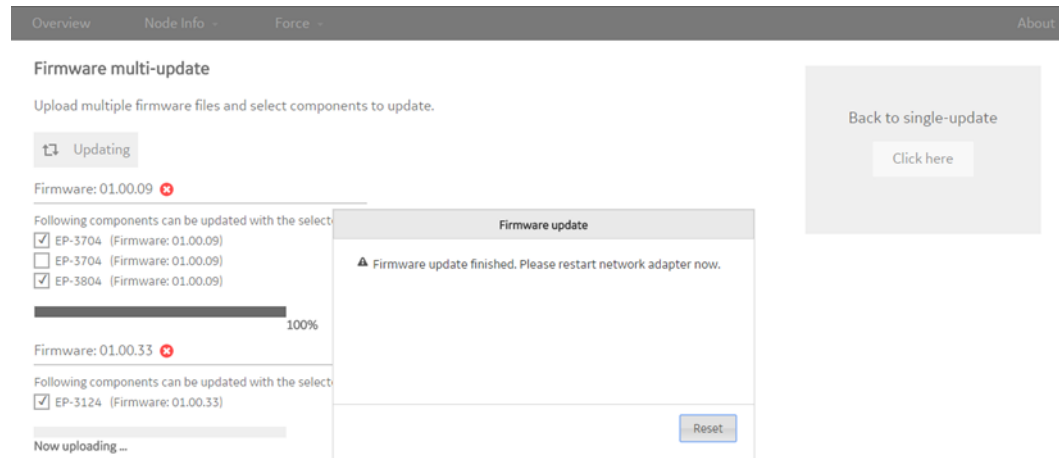 Overview Node Info Force About
Firmware multi-update
Upload multiple firmware files and select components to update.
Back to single-update
Click here
Updating
Firmware: 01.00.09
Following components can be updated with the
EP-3704 (Firmware: 01.00.09)
EP-3704 (Firmware: 01.00.09)
EP-3804 (Firmware: 01.00.09)
100%
Firmware: 01.00.33
Following components can be updated with the
EP-3124 (Firmware: 01.00.33)
Now uploading ...
Firmware update
Firmware update finished. Please restart network adapter now.
Reset